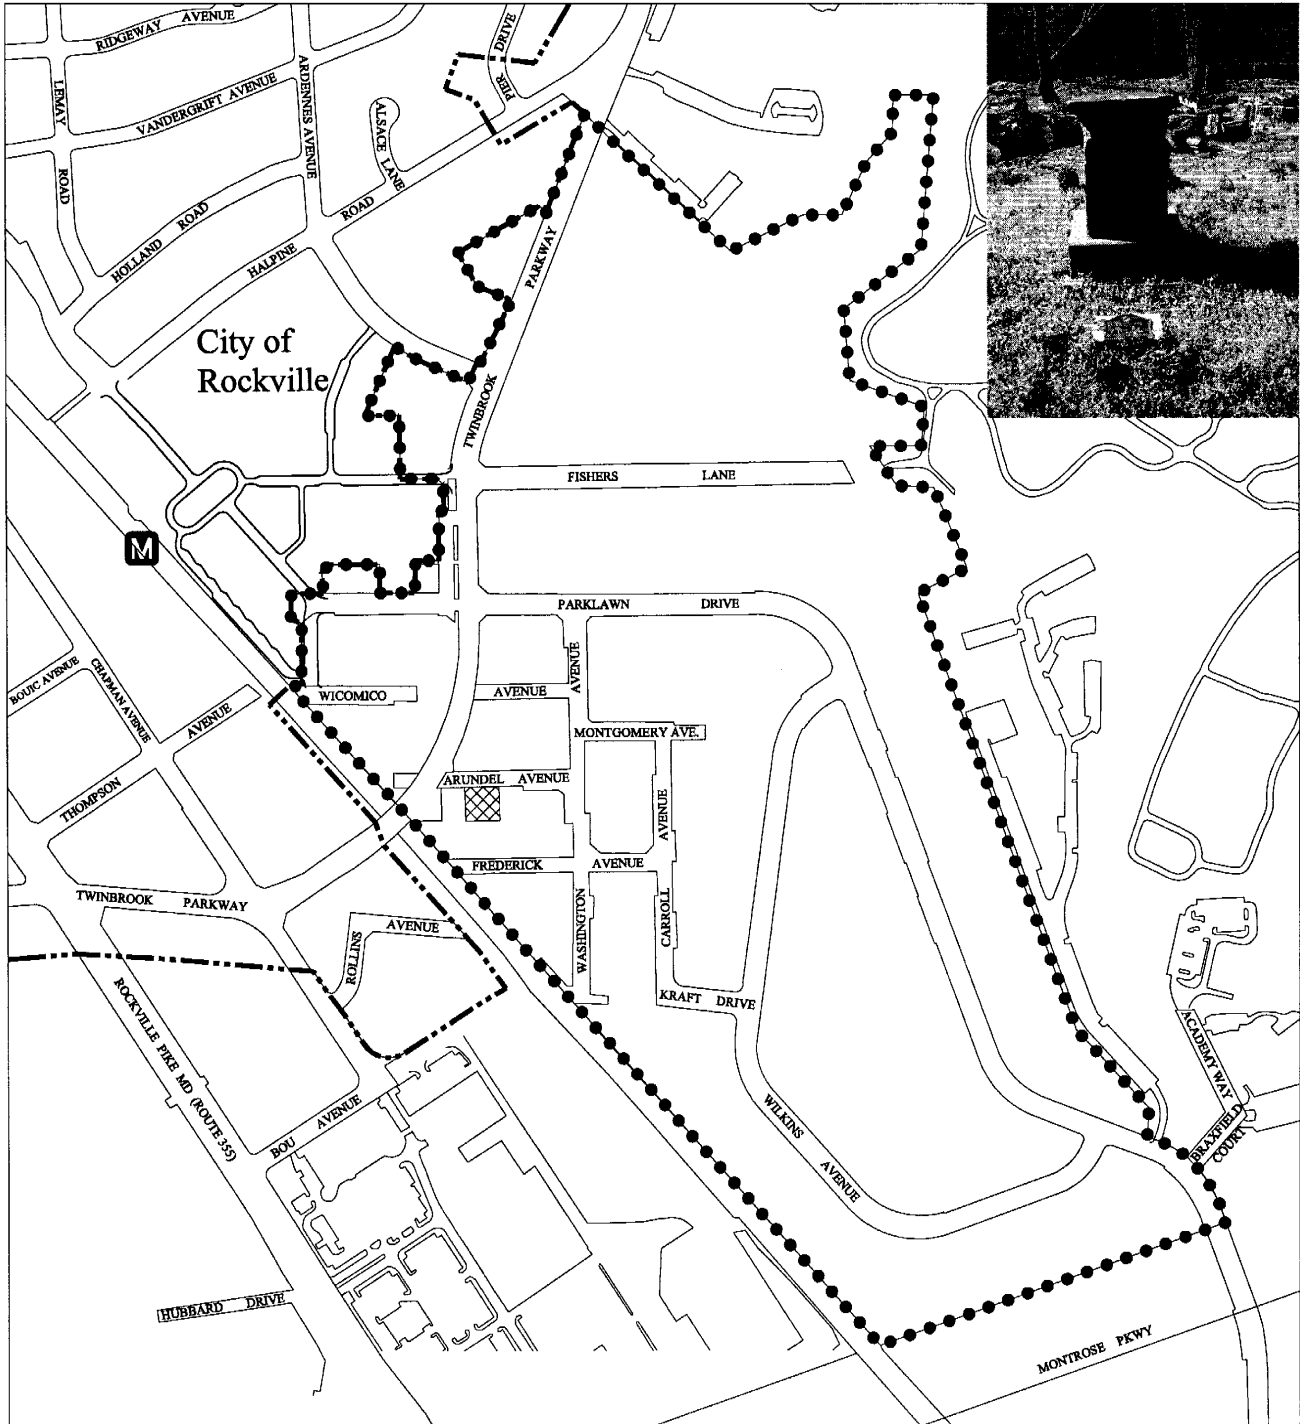 RIDGEWAY AVENUE
PIER DRIVE
LEMAY ROAD
ARDENNES AVENUE
VANDERGRIFT AVENUE
ALSACE LANE
HOLLAND ROAD
HALPINE ROAD
TWINBROOK PARKWAY
City of
Rockville
FISHERS LANE
M
PARKLAWN DRIVE
BOUIC AVENUE
CHAPMAN AVENUE
WICOMICO AVENUE
AVENUE
THOMPSON AVENUE
MONTGOMERY AVE.
ARUNDEL AVENUE
FREDERICK AVENUE
TWINBROOK PARKWAY
ROLLINS AVENUE
WASHINGTON
CARROLL AVENUE
KRAFT DRIVE
ROCKVILLE PIKE MD (ROUTE 355)
ACADEMY WAY
BRAXFIELD
COURT
BOU AVENUE
WILKINS AVENUE
HUBBARD DRIVE
MONTROSE PKWY